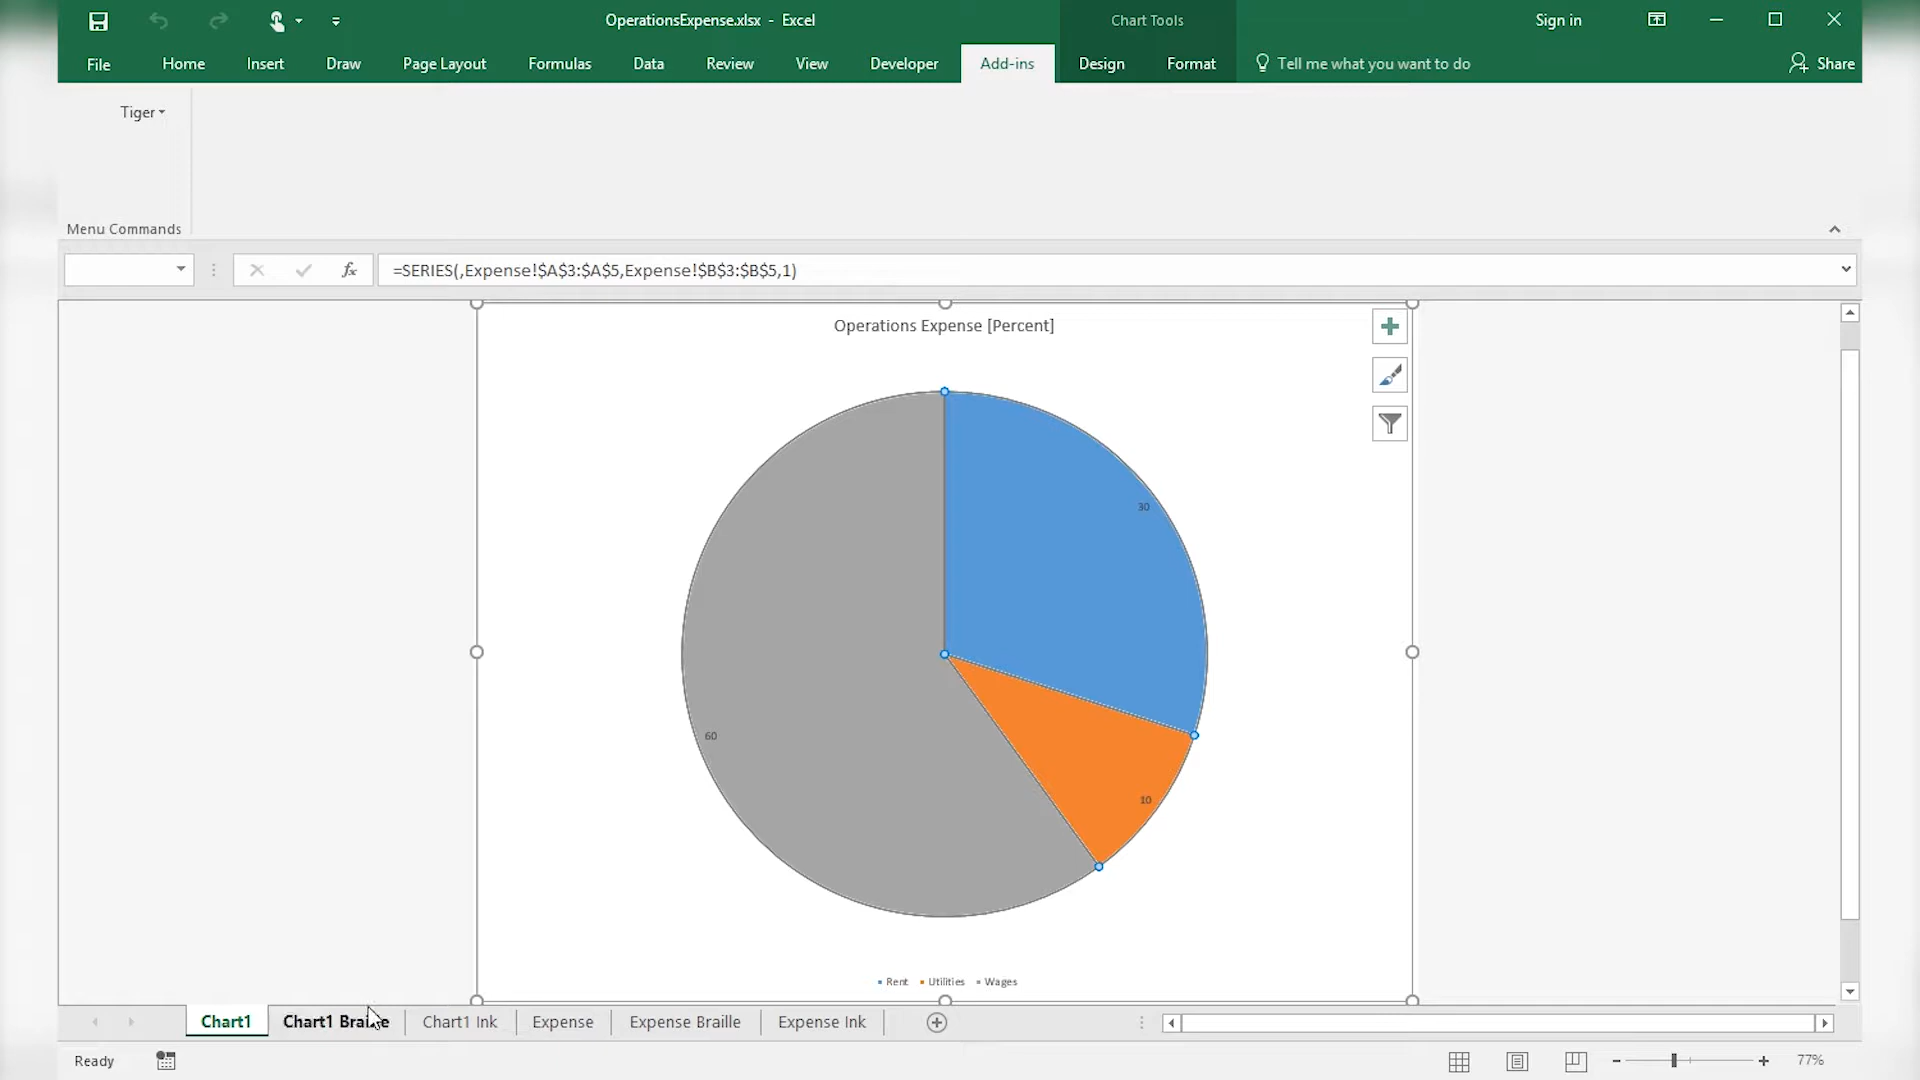 OperationsExpense.xlsx - Excel
Chart Tools
Sign in
File Home Insert Draw Page Layout Formulas Data Review View Developer Add-ins Design Format Tell me what you want to do Share
Tiger
Menu Commands
fx =SERIES(,Expense!$A$3:$A$5,Expense!$B$3:$B$5,1)
Operations Expense [Percent]
30
60
10
Rent Utilities Wages
Chart1 Chart1 Braille Chart1 Ink Expense Expense Braille Expense Ink
Ready 77%